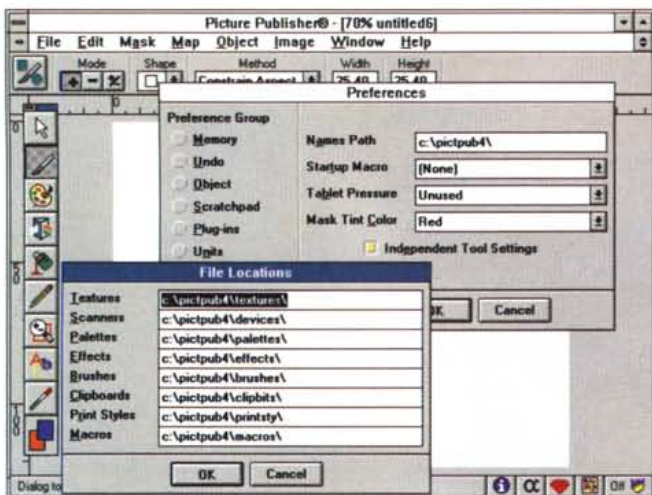 Picture Publisher® - [70% untitled6]
File Edit Mask Map Object Image Window Help
Mode Shape Method Width Height
Constrain Aspect 25.40 25.40
Preferences
Preference Group
Memory
Undo
Object
Scratchpad
Plug-ins
Units
Names Path c:\pictpub4\
Startup Macro (None)
Tablet Pressure Unused
Mask Tint Color Red
Independent Tool Settings
Cancel
File Locations
Textures c:\pictpub4\textures\
Scanners c:\pictpub4\devices\
Palettes c:\pictpub4\palettes\
Effects c:\pictpub4\effects\
Brushes c:\pictpub4\brushes\
Clipboards c:\pictpub4\clipbits\
Print Styles c:\pictpub4\printsty\
Macros c:\pictpub4\macros\
OK Cancel
Dialog
Off